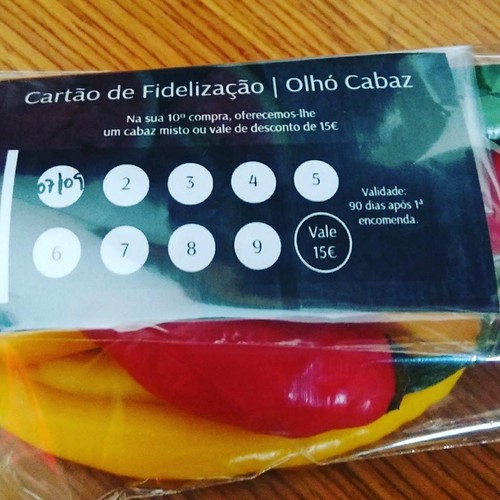 Cartão de Fidelização | Olhó Cabaz
Na sua 10º compra, oferecemos-lhe
um cabaz misto ou vale de desconto de 15€
07/09 2 3 4 5
Validade:
90 dias após 1ª
encomenda.
6 7 8 9 Vale
15€